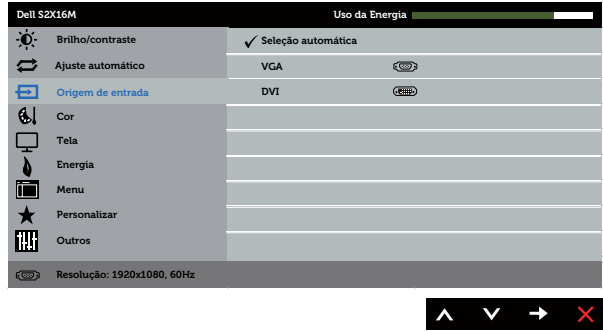 Dell S2X16M Uso da Energia
Brilho/contraste Seleção automática
Ajuste automático VGA
Origem de entrada DVI
Cor
Tela
Energia
Menu
Personalizar
Outros
Resolução: 1920x1080, 60Hz